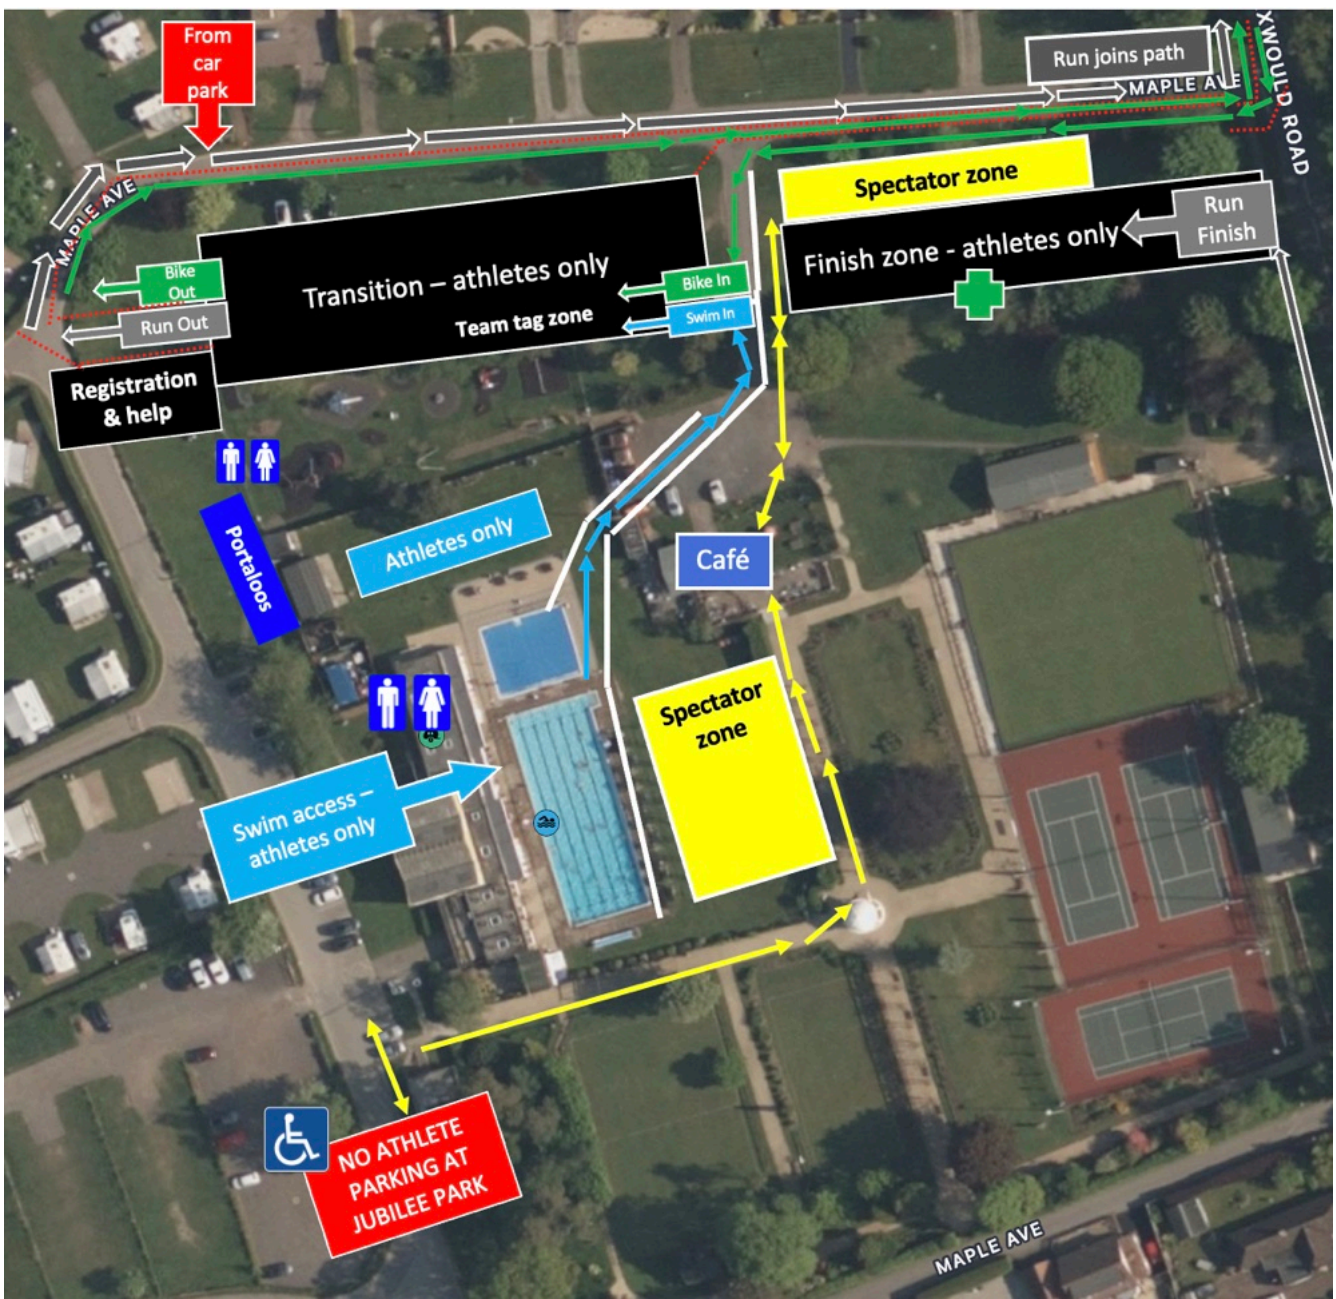 From
car
park
Run joins path
MAPLE AVE
XWOULD ROAD
MAPLE AVE
Spectator zone
Run
Finish
Finish zone - athletes only
Transition – athletes only
Team tag zone
Bike
Out
Run Out
Bike In
Swim In
Registration
& help
Portaloos
Athletes only
Café
Spectator
zone
Swim access –
athletes only
NO ATHLETE
PARKING AT
JUBILEE PARK
MAPLE AVE